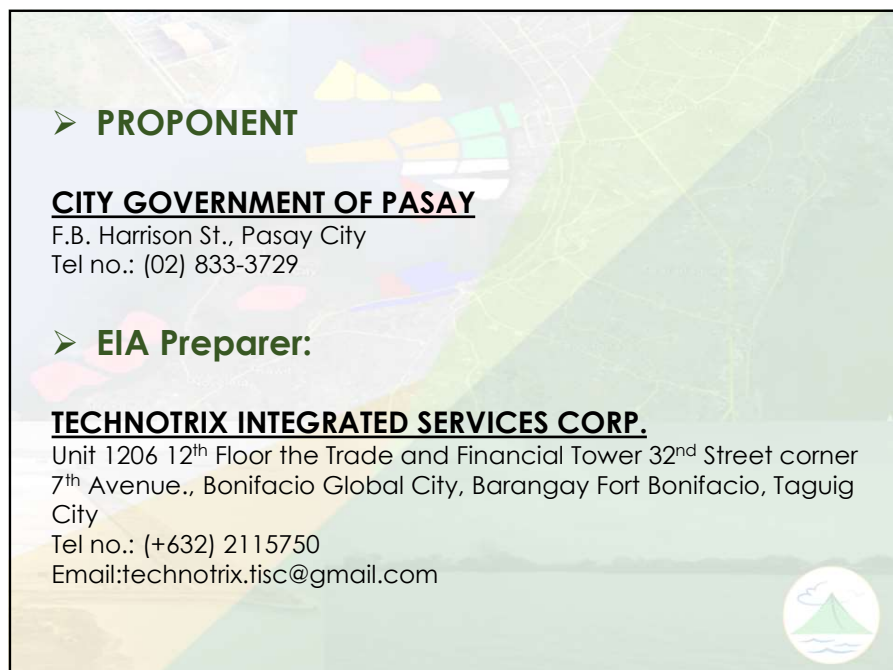 ➢ PROPONENT
CITY GOVERNMENT OF PASAY
F.B. Harrison St., Pasay City
Tel no.: (02) 833-3729
➢ EIA Preparer:
TECHNOTRIX INTEGRATED SERVICES CORP.
Unit 1206 12th Floor the Trade and Financial Tower 32nd Street corner
7th Avenue., Bonifacio Global City, Barangay Fort Bonifacio, Taguig
City
Tel no.: (+632) 2115750
Email:technotrix.tisc@gmail.com